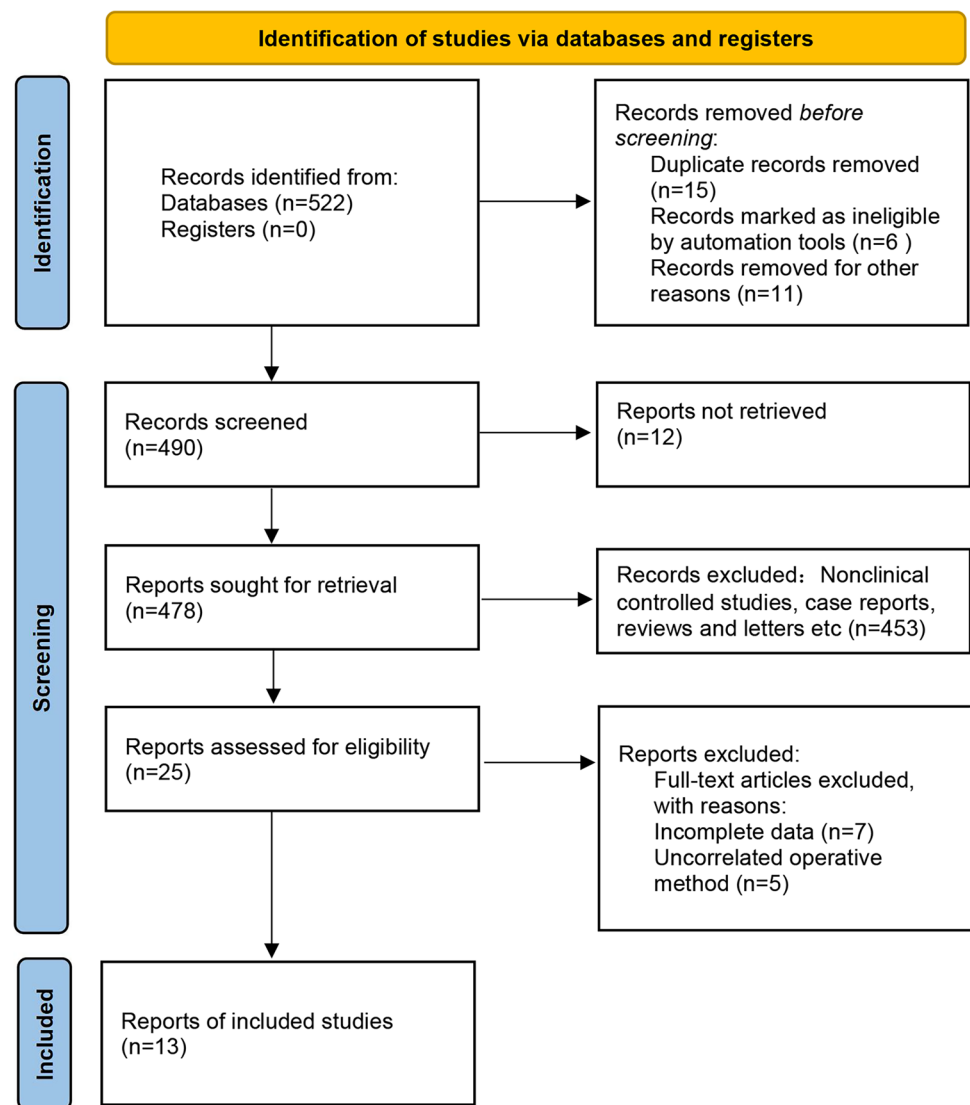 Identification of studies via databases and registers
Identification
Records identified from:
Databases (n=522)
Registers (n=0)
Records removed before
screening:
Duplicate records removed
(n=15)
Records marked as ineligible
by automation tools (n=6 )
Records removed for other
reasons (n=11)
Screening
Records screened
(n=490)
Reports not retrieved
(n=12)
Reports sought for retrieval
(n=478)
Records excluded：Nonclinical
controlled studies, case reports,
reviews and letters etc (n=453)
Reports assessed for eligibility
(n=25)
Reports excluded:
Full-text articles excluded,
with reasons:
Incomplete data (n=7)
Uncorrelated operative
method (n=5)
Included
Reports of included studies
(n=13)